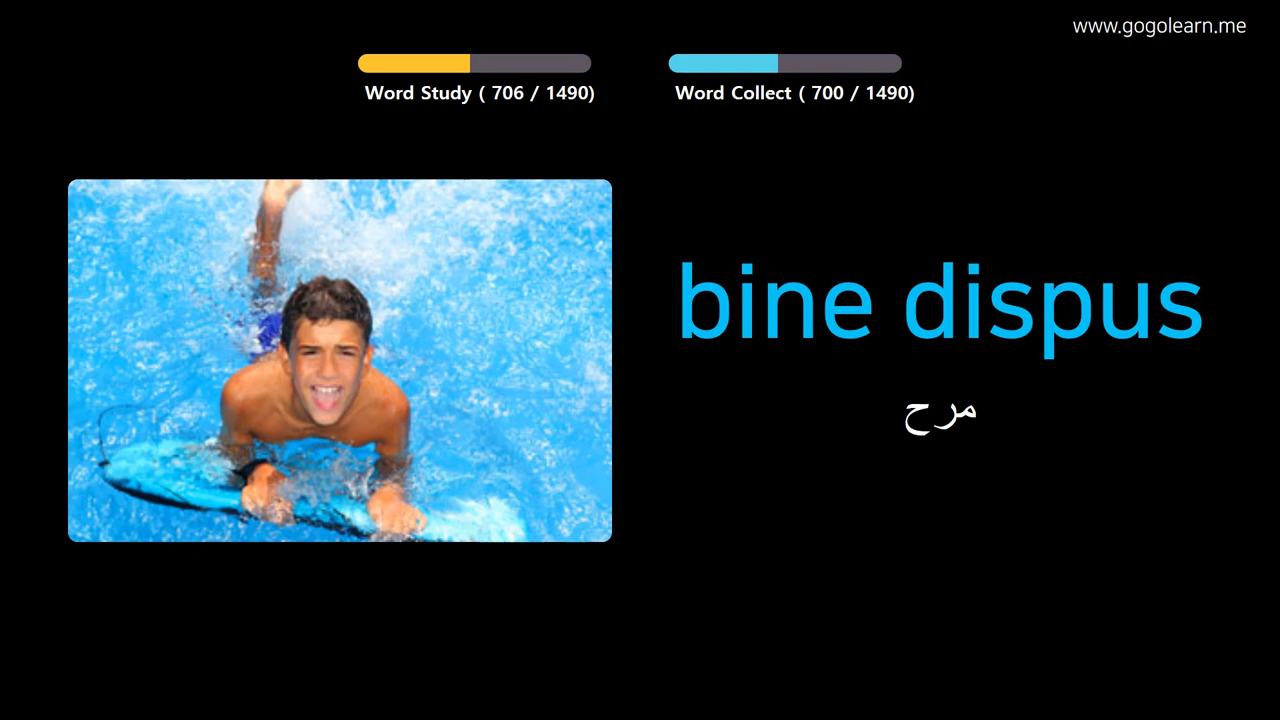 www.gogolearn.me
Word Study ( 706 / 1490)
Word Collect ( 700 / 1490)
bine dispus
مرح